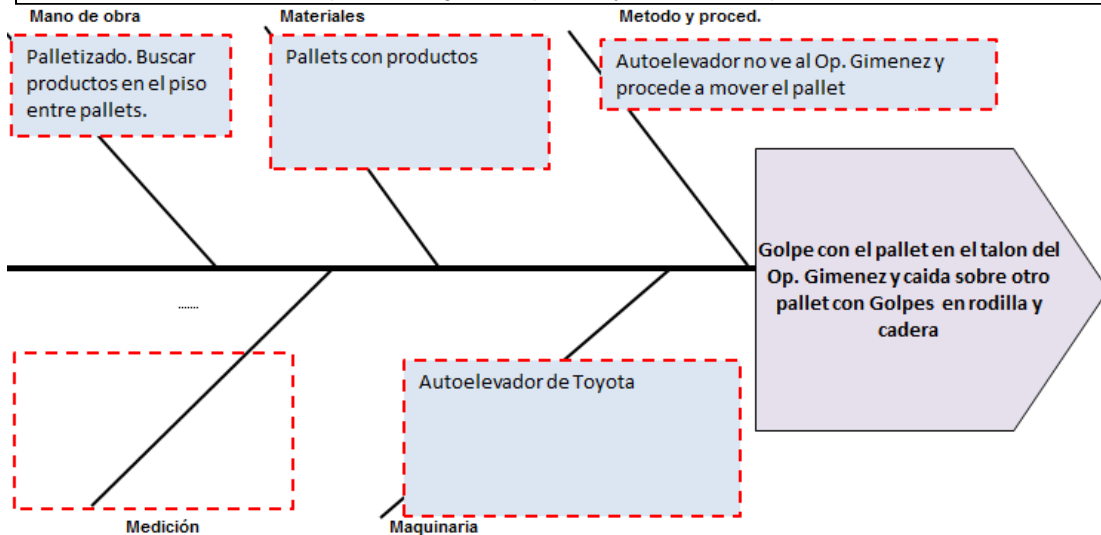 Mano de obra
Materiales
Metodo y proced.
Palletizado. Buscar
productos en el piso
entre pallets.
Pallets con productos
Autoelevador no ve al Op. Gimenez y
procede a mover el pallet
Golpe con el pallet en el talon del
Op. Gimenez y caida sobre otro
pallet con Golpes en rodilla y
cadera
.......
Autoelevador de Toyota
Medición
Maquinaria